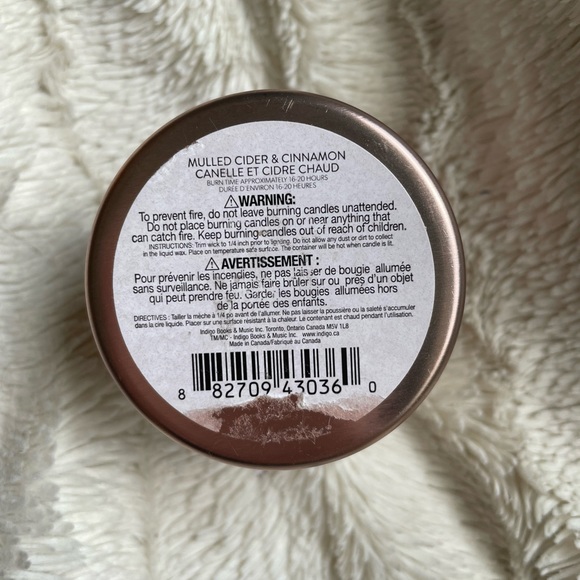 MULLED CIDER & CINNAMON
CANELLE ET CIDRE CHAUD
BURN TIME APPROXIMATELY 16-20 HOURS
DURÉE D'ENVIRON 16-20 HEURES
⚠WARNING:
To prevent fire, do not leave burning candles unattended.
Do not place burning candles on or near anything that
can catch fire. Keep burning candles out of reach of children.
INSTRUCTIONS: Trim wick to 1/4 inch prior to lighting. Do not allow any dust or dirt to collect
in the liquid wax. Place on temperature safe surface. The container will be hot when candle is lit.
⚠AVERTISSEMENT :
Pour prévenir les incendies, ne pas laisser de bougie allumée
sans surveillance. Ne jamais faire brûler sur ou près d'un objet
qui peut prendre feu. Garder les bougies allumées hors
de la portée des enfants.
DIRECTIVES : Tailler la mèche à 1/4 po avant de l'allumer. Ne pas laisser la poussière ou la saleté s'accumuler
dans la cire liquide. Placer sur une surface résistant à la chaleur. Le contenant est chaud pendant l'utilisation.
Indigo Books & Music Inc. Toronto, Ontario Canada M5V 1L8
TM/MC - Indigo Books & Music Inc. www.indigo.ca
Made in Canada/Fabriqué au Canada
8 82709 43036 0